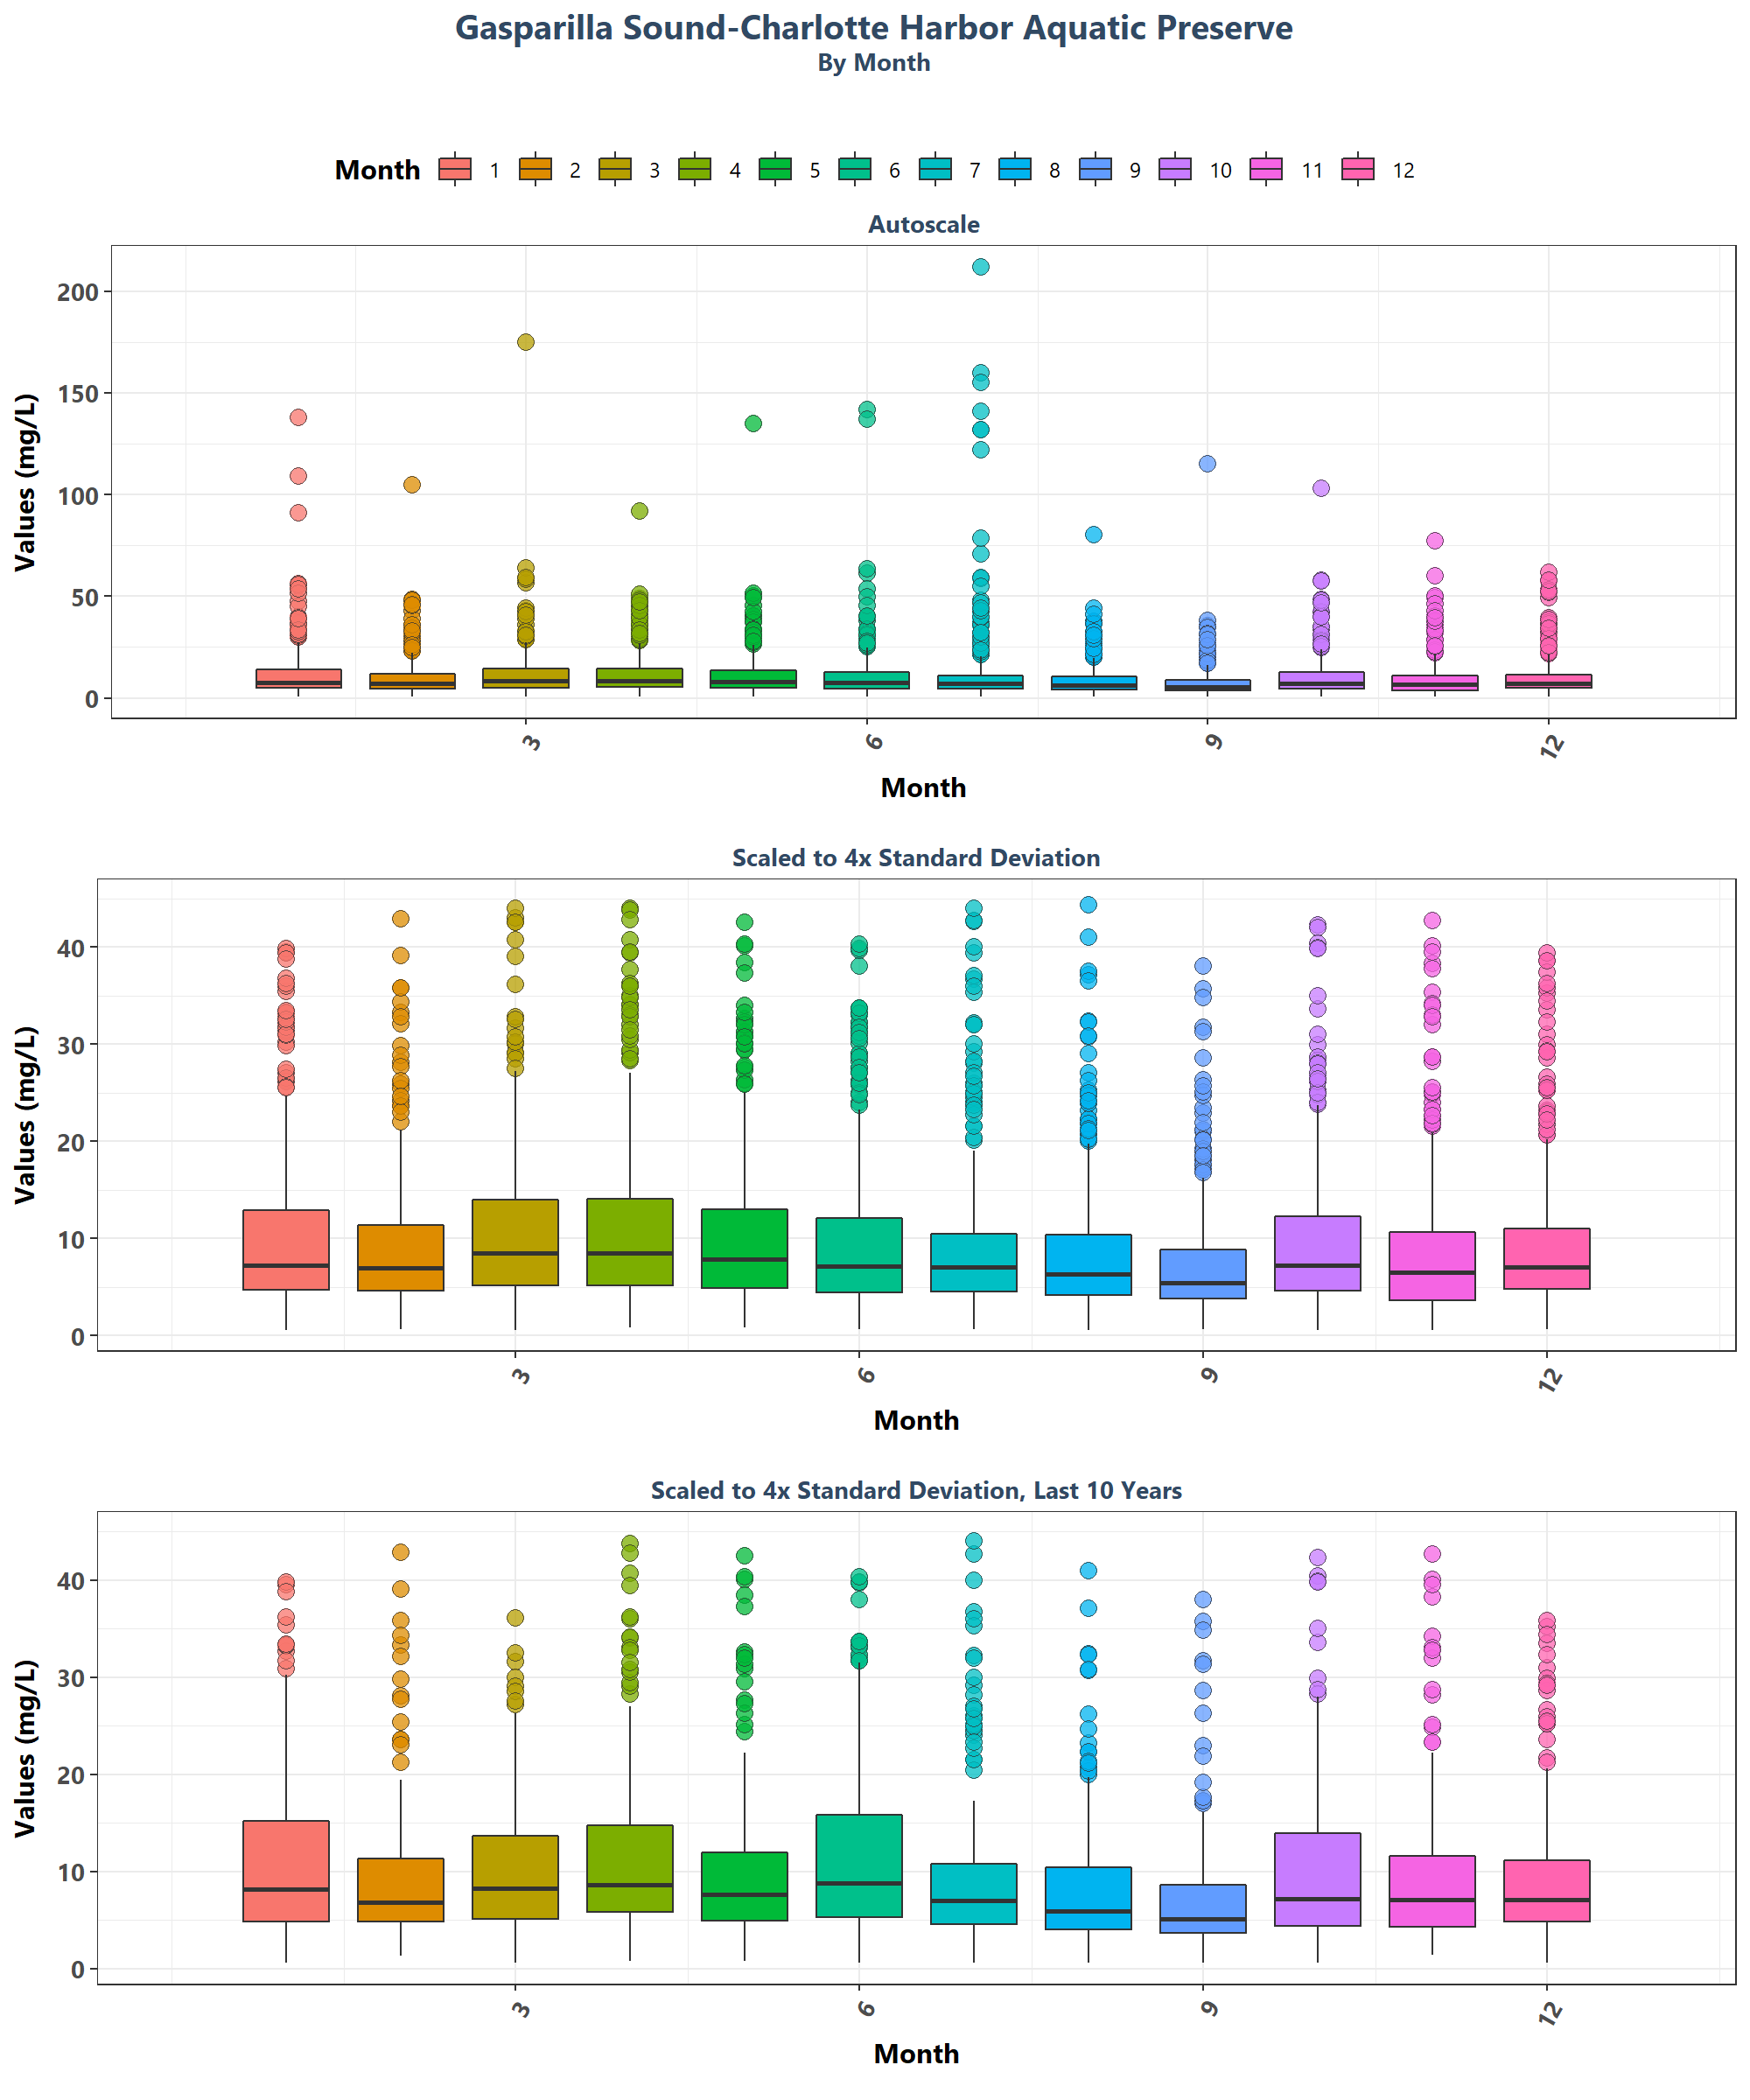 Gasparilla Sound-Charlotte Harbor Aquatic Preserve
By Month
Month 1 2 3 4 5 6 7 8 9 10 11 12
Autoscale
Values (mg/L)
200
150
100
50
0
3 6 9 12
Month
Scaled to 4x Standard Deviation
Values (mg/L)
40
30
20
10
0
3 6 9 12
Month
Scaled to 4x Standard Deviation, Last 10 Years
Values (mg/L)
40
30
20
10
0
3 6 9 12
Month